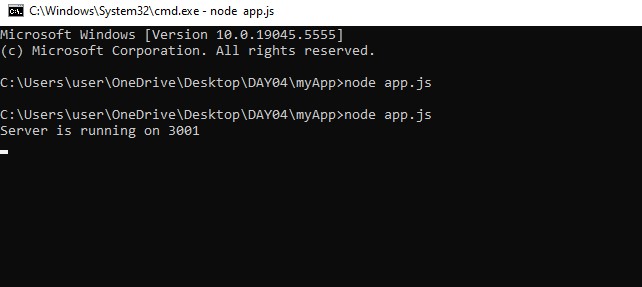 C:\Windows\System32\cmd.exe - node app.js
Microsoft Windows [Version 10.0.19045.5555]
(c) Microsoft Corporation. All rights reserved.
C:\Users\user\OneDrive\Desktop\DAY04\myApp>node app.js
C:\Users\user\OneDrive\Desktop\DAY04\myApp>node app.js
Server is running on 3001